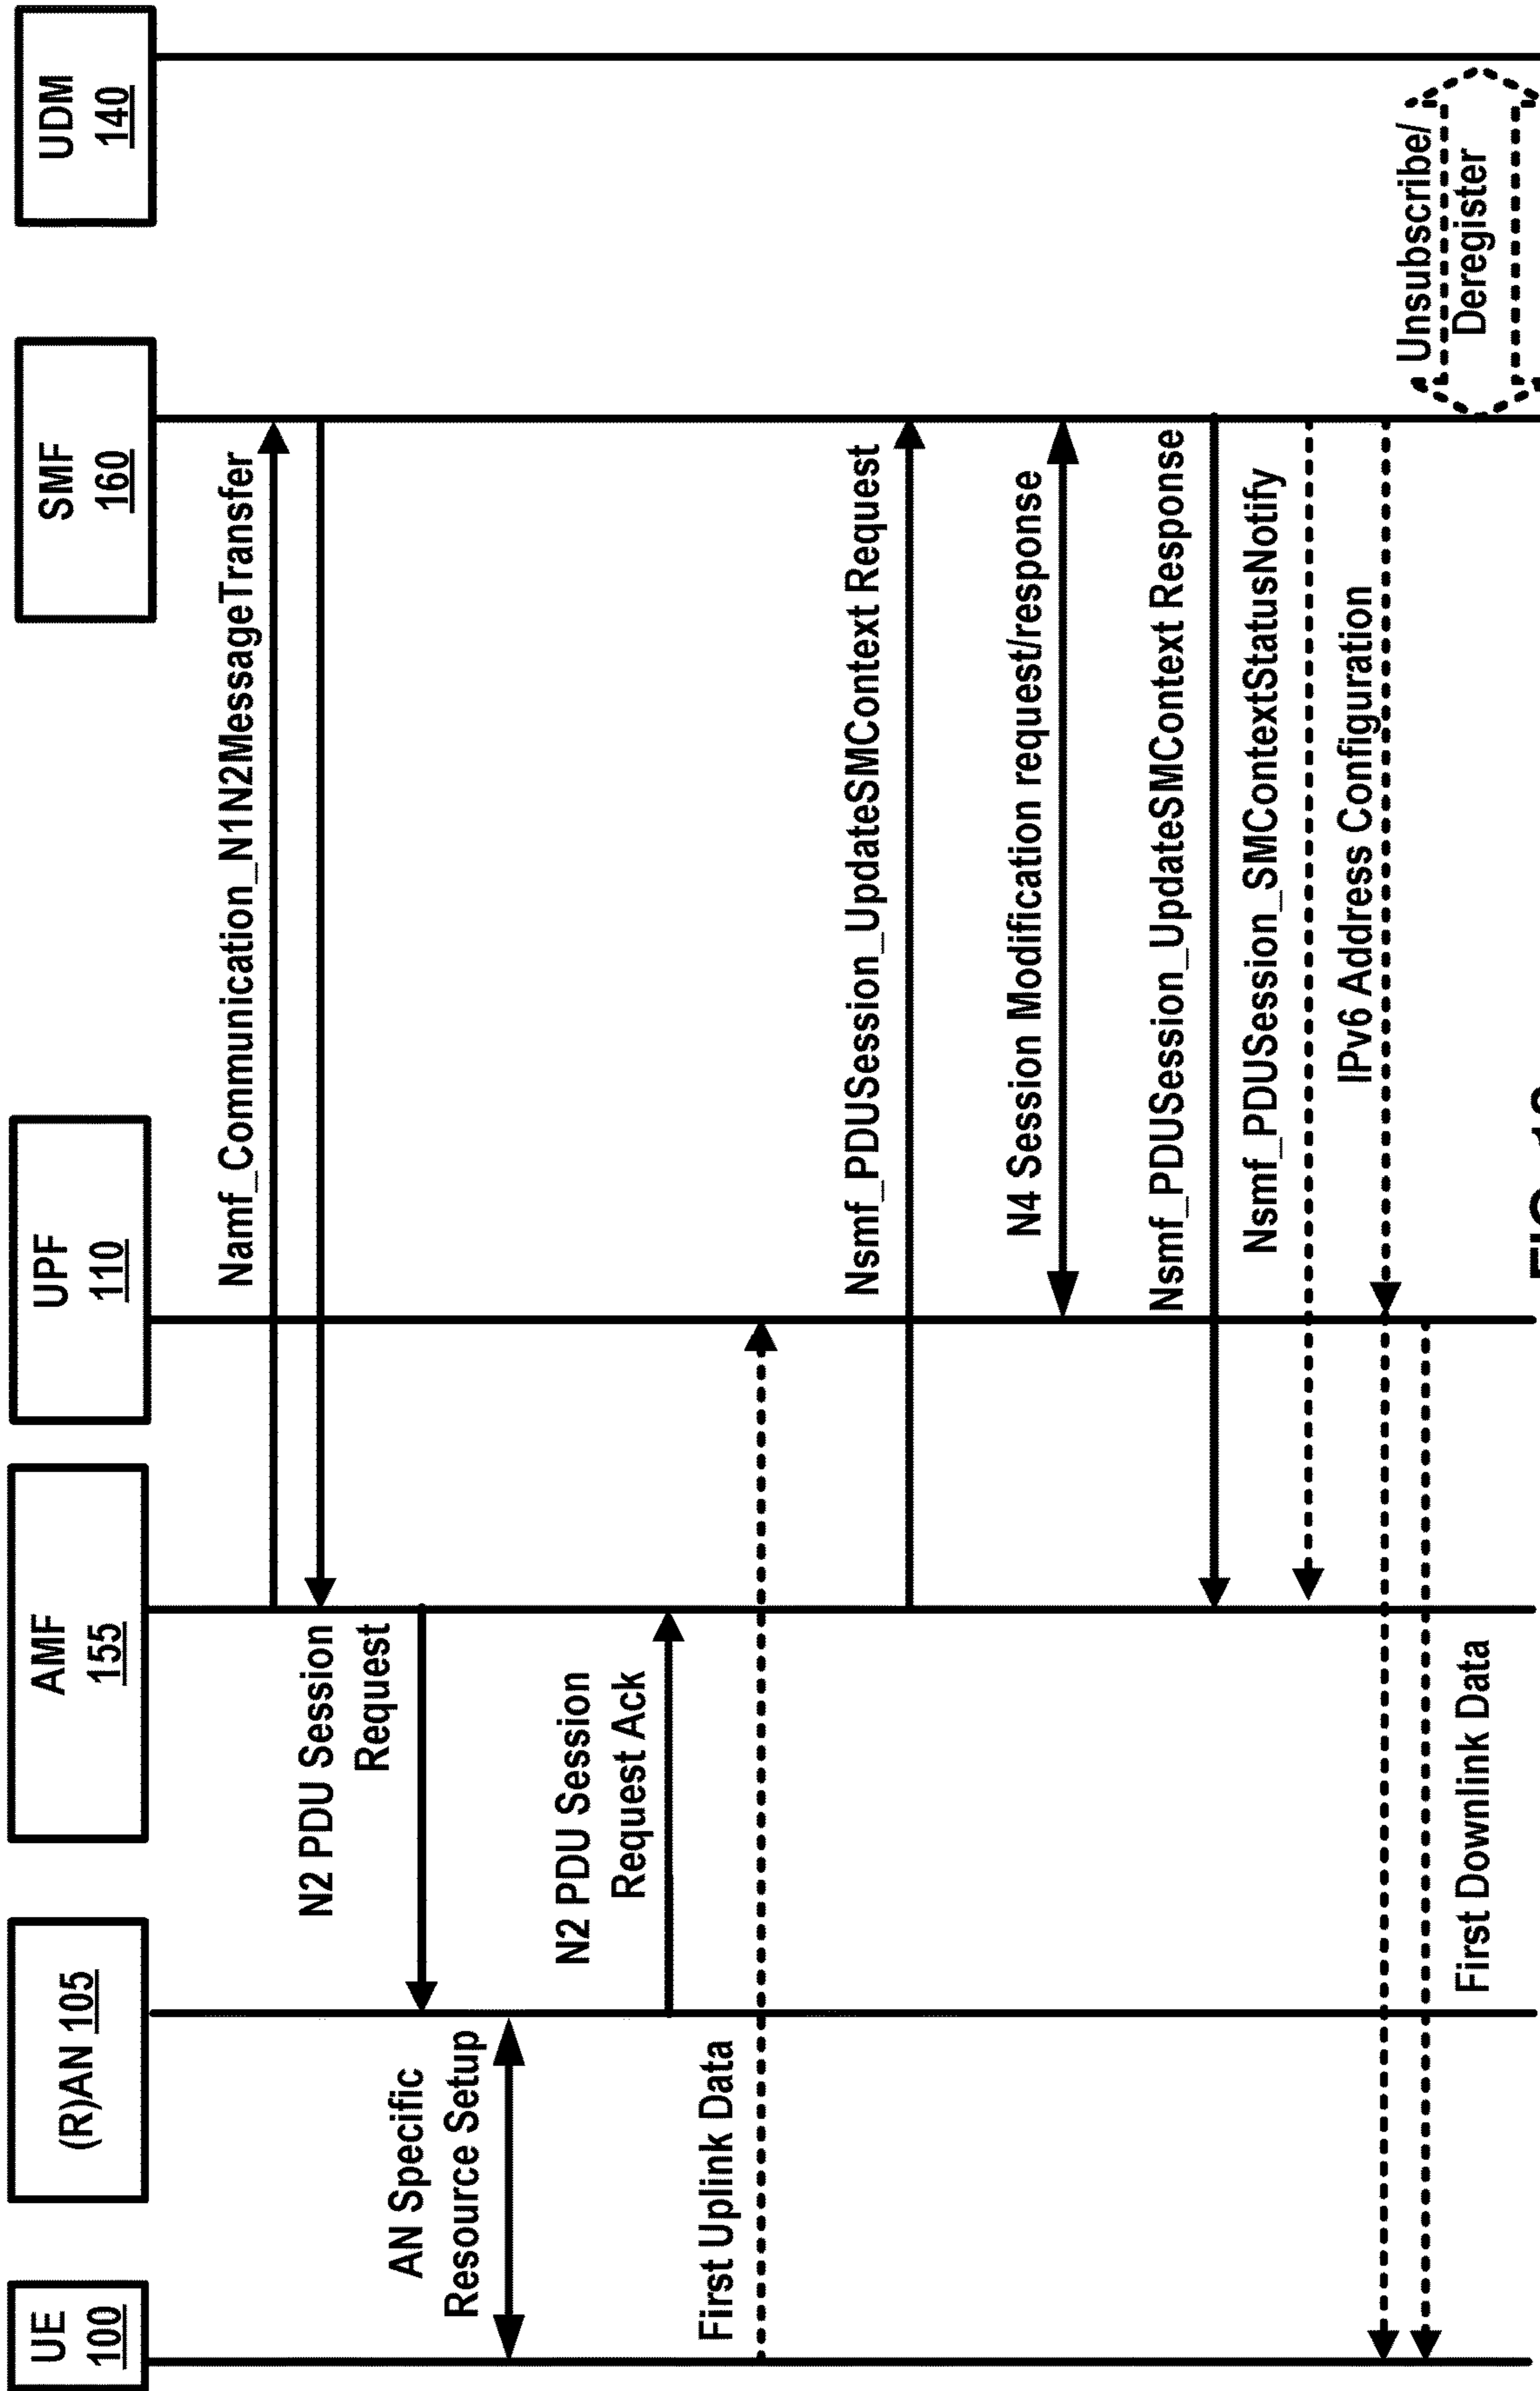 UE
100
(R)AN 105
AMF
155
UPF
110
SMF
160
UDM
140
Namf_Communication_N1N2MessageTransfer
N2 PDU Session
Request
AN Specific
Resource Setup
N2 PDU Session
Request Ack
First Uplink Data
Nsmf_PDUSession_UpdateSMContext Request
N4 Session Modification request/response
Nsmf_PDUSession_UpdateSMContext Response
Nsmf_PDUSession_SMContextStatusNotify
IPv6 Address Configuration
First Downlink Data
Unsubscribe/
Deregister